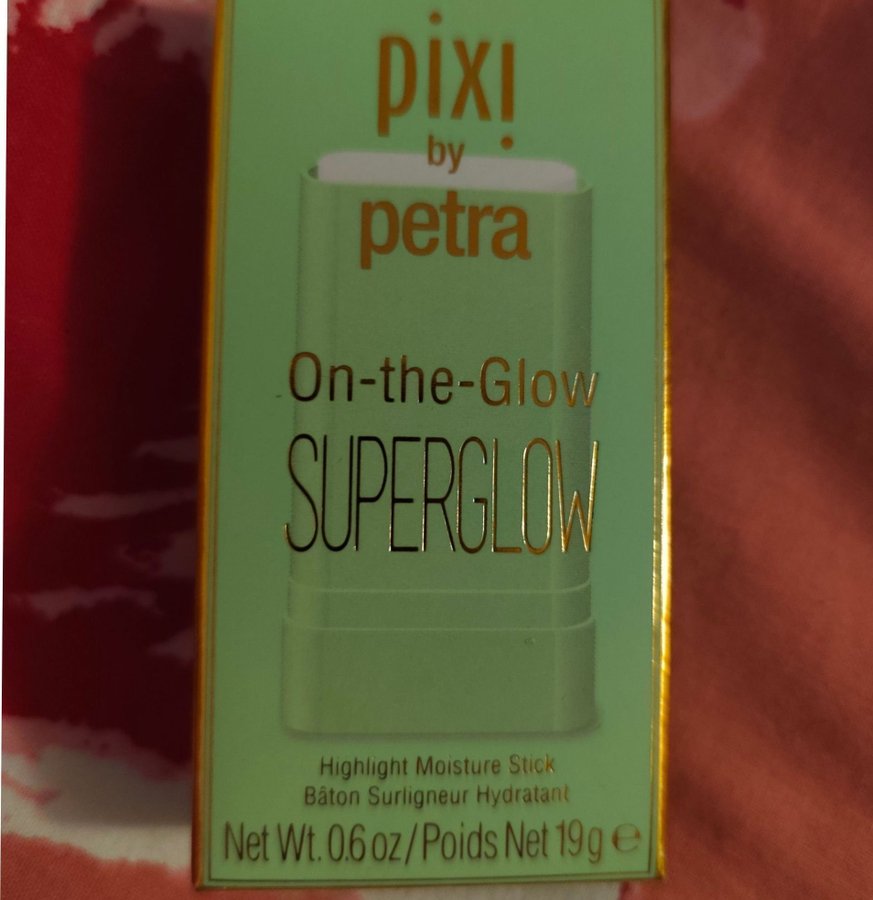 pixi
by
petra
On-the-Glow
SUPERGLOW
Highlight Moisture Stick
Bâton Surligneur Hydratant
Net Wt. 0.6 oz/Poids Net 19g ℮